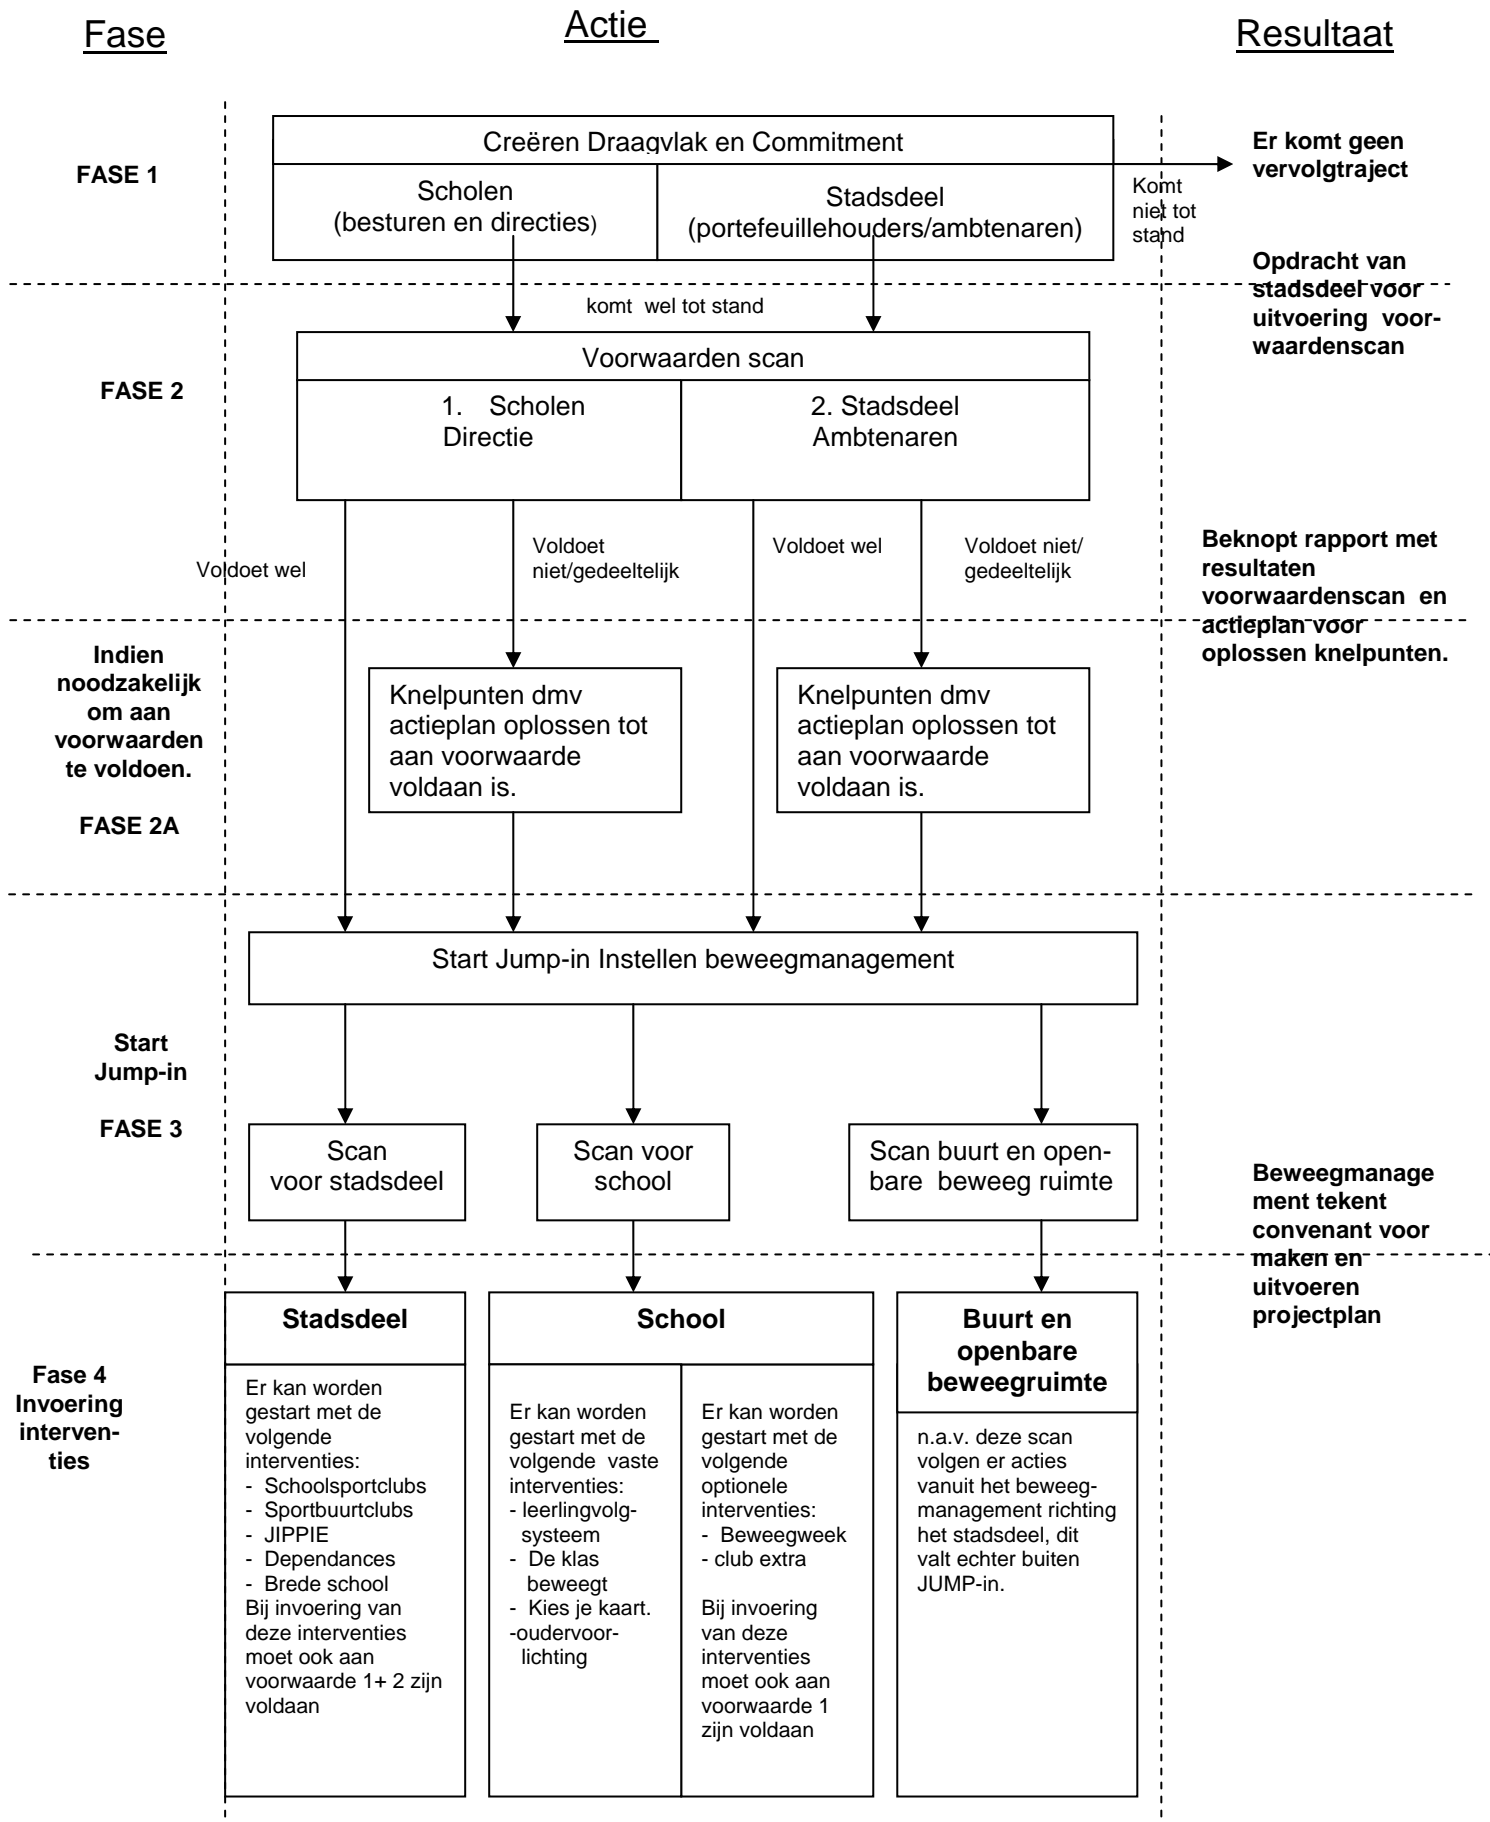 Fase
Actie
Resultaat
FASE 1
Creëren Draagvlak en Commitment
Scholen
(besturen en directies)
Stadsdeel
(portefeuillehouders/ambtenaren)
Komt
niet tot
stand
Er komt geen
vervolgtraject
Opdracht van
stadsdeel voor
uitvoering voor-
waardenscan
komt wel tot stand
FASE 2
Voorwaarden scan
1. Scholen
Directie
2. Stadsdeel
Ambtenaren
Voldoet wel
Voldoet
niet/gedeeltelijk
Voldoet wel
Voldoet niet/
gedeeltelijk
Beknopt rapport met
resultaten
voorwaardenscan en
actieplan voor
oplossen knelpunten.
Indien
noodzakelijk
om aan
voorwaarden
te voldoen.
FASE 2A
Knelpunten dmv
actieplan oplossen tot
aan voorwaarde
voldaan is.
Knelpunten dmv
actieplan oplossen tot
aan voorwaarde
voldaan is.
Start Jump-in Instellen beweegmanagement
Start
Jump-in
FASE 3
Scan
voor stadsdeel
Scan voor
school
Scan buurt en open-
bare beweeg ruimte
Beweegmanage
ment tekent
convenant voor
maken en
uitvoeren
projectplan
Fase 4
Invoering
interven-
ties
Stadsdeel
Er kan worden
gestart met de
volgende
interventies:
- Schoolsportclubs
- Sportbuurtclubs
- JIPPIE
- Dependances
- Brede school
Bij invoering van
deze interventies
moet ook aan
voorwaarde 1+ 2 zijn
voldaan
School
Er kan worden
gestart met de
volgende vaste
interventies:
- leerlingvolg-
systeem
- De klas
beweegt
- Kies je kaart.
-oudervoor-
lichting
Er kan worden
gestart met de
volgende
optionele
interventies:
- Beweegweek
- club extra
Bij invoering
van deze
interventies
moet ook aan
voorwaarde 1
zijn voldaan
Buurt en
openbare
beweegruimte
n.a.v. deze scan
volgen er acties
vanuit het beweeg-
management richting
het stadsdeel, dit
valt echter buiten
JUMP-in.